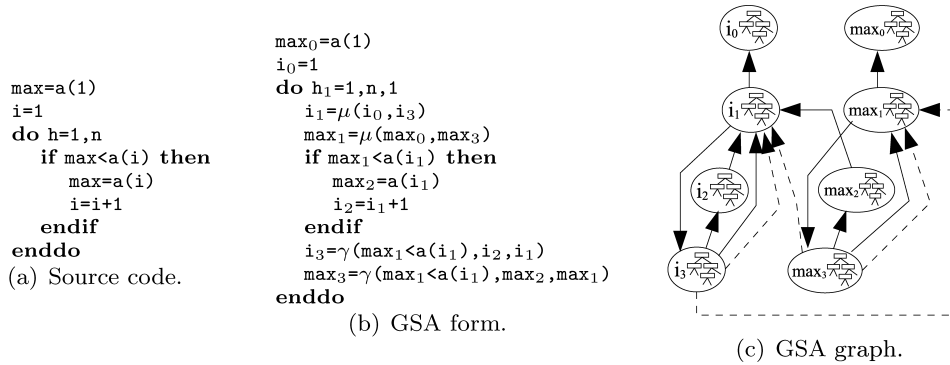 max=a(1)
i=1
do h=1,n
if max<a(i) then
max=a(i)
i=i+1
endif
enddo
(a) Source code.
max₀=a(1)
i₀=1
do h₁=1,n,1
i₁=μ(i₀,i₃)
max₁=μ(max₀,max₃)
if max₁<a(i₁) then
max₂=a(i₁)
i₂=i₁+1
endif
i₃=γ(max₁<a(i₁),i₂,i₁)
max₃=γ(max₁<a(i₁),max₂,max₁)
enddo
(b) GSA form.
i₀
max₀
i₁
max₁
i₂
max₂
i₃
max₃
(c) GSA graph.